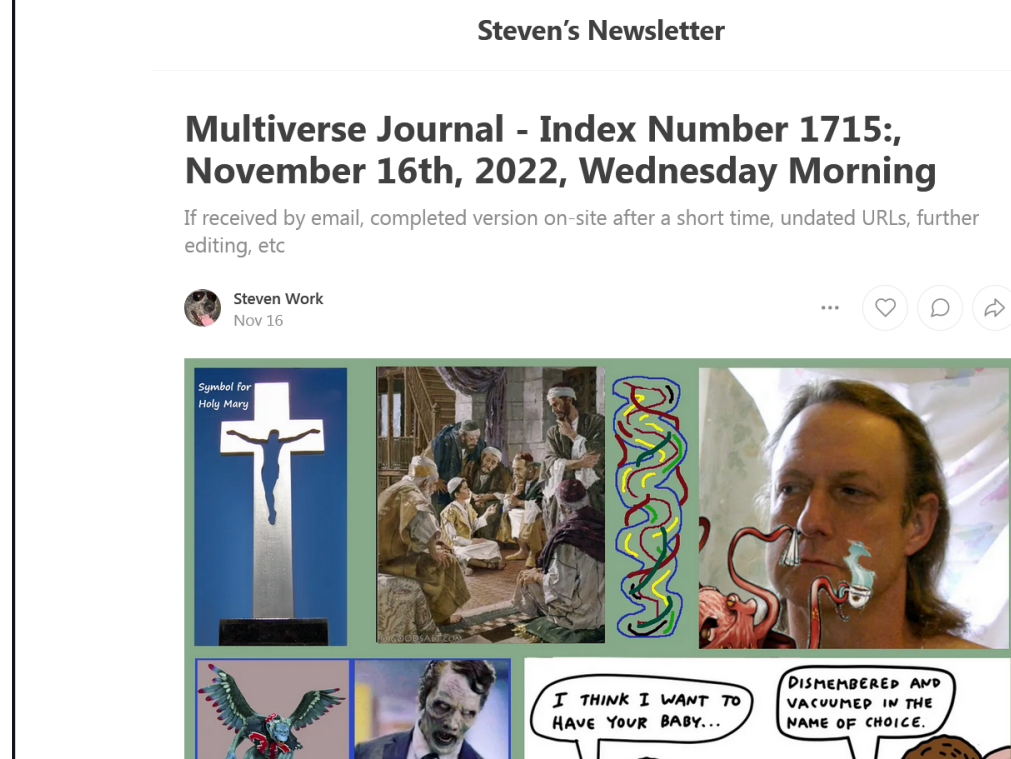 Steven’s Newsletter
Multiverse Journal - Index Number 1715:,
November 16th, 2022, Wednesday Morning
If received by email, completed version on-site after a short time, undated URLs, further
editing, etc
Steven Work
Nov 16
Symbol for
Holy Mary
I THINK I WANT TO
HAVE YOUR BABY...
DISMEMBERED AND
VACUUMED IN THE
NAME OF CHOICE.